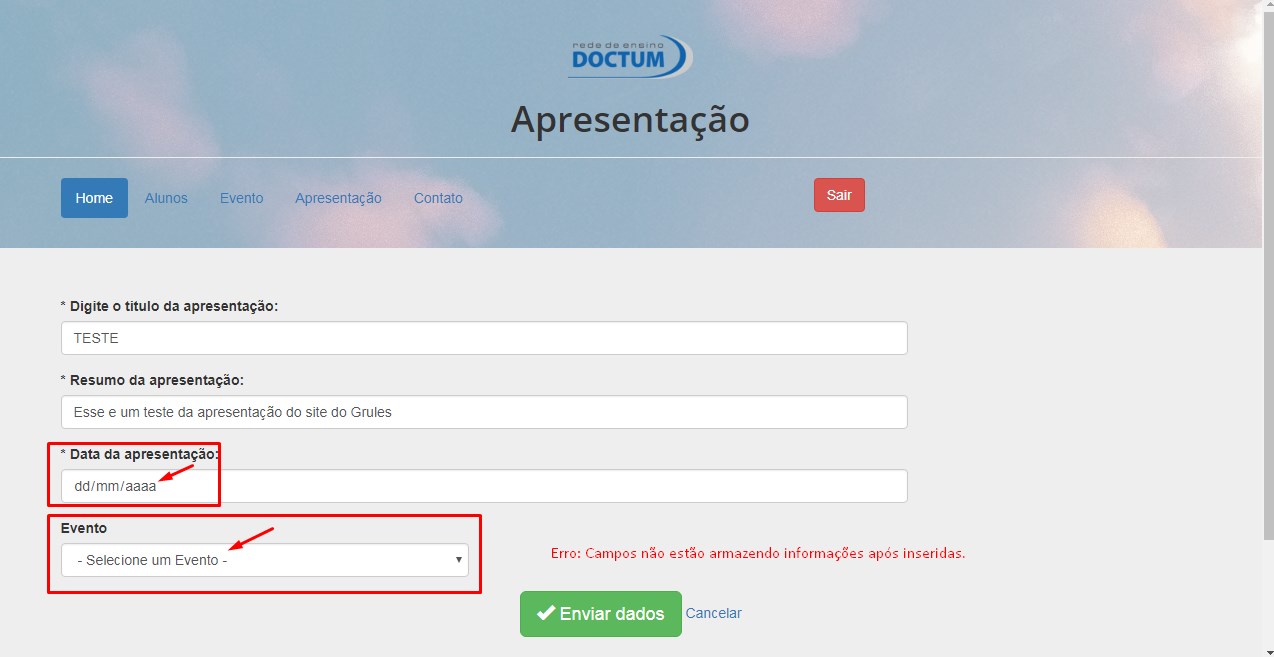 rede de ensino
DOCTUM
Apresentação
Home Alunos Evento Apresentação Contato Sair
* Digite o titulo da apresentação:
TESTE
* Resumo da apresentação:
Esse e um teste da apresentação do site do Grules
* Data da apresentação:
dd/mm/aaaa
Evento
- Selecione um Evento -
Erro: Campos não estão armazendo informações após inseridas.
Enviar dados Cancelar